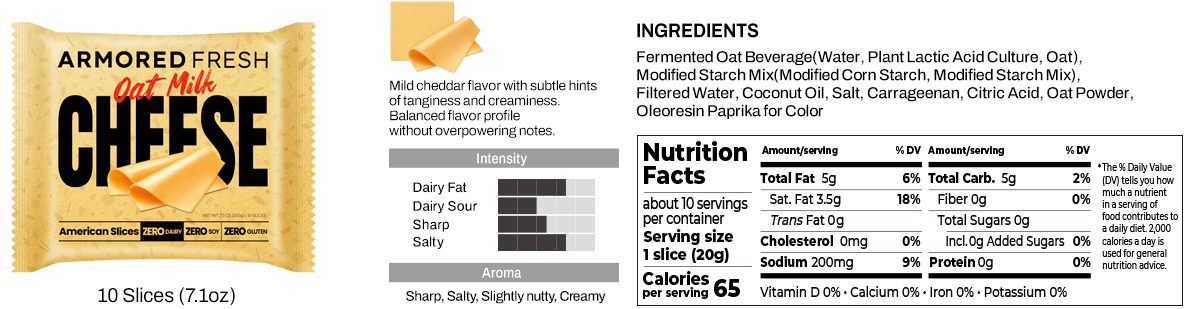 ARMORED FRESH
Oat Milk
CHEESE
NET WT. 7.1 OZ (200g) x 10 SLICES
American Slices ZERO DAIRY ZERO SOY ZERO GLUTEN
10 Slices (7.1oz)
Mild cheddar flavor with subtle hints
of tanginess and creaminess.
Balanced flavor profile
without overpowering notes.
Intensity
Dairy Fat
Dairy Sour
Sharp
Salty
Aroma
Sharp, Salty, Slightly nutty, Creamy
INGREDIENTS
Fermented Oat Beverage(Water, Plant Lactic Acid Culture, Oat),
Modified Starch Mix(Modified Corn Starch, Modified Starch Mix),
Filtered Water, Coconut Oil, Salt, Carrageenan, Citric Acid, Oat Powder,
Oleoresin Paprika for Color
Nutrition
Facts
about 10 servings
per container
Serving size
1 slice (20g)
Calories
per serving 65
Amount/serving % DV
Total Fat 5g 6%
Sat. Fat 3.5g 18%
Trans Fat 0g
Cholesterol 0mg 0%
Sodium 200mg 9%
Amount/serving % DV
Total Carb. 5g 2%
Fiber 0g 0%
Total Sugars 0g
Incl.0g Added Sugars 0%
Protein 0g 0%
Vitamin D 0% • Calcium 0% • Iron 0% • Potassium 0%
*The % Daily Value
(DV) tells you how
much a nutrient
in a serving of
food contributes to
a daily diet. 2,000
calories a day is
used for general
nutrition advice.